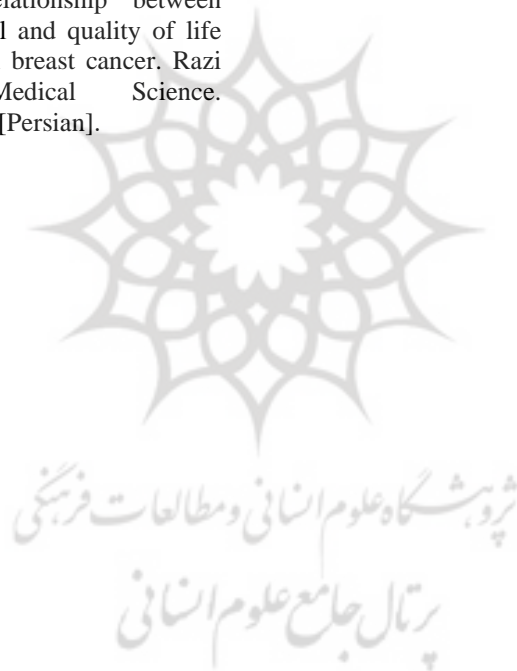 elationship between
l and quality of life
breast cancer. Razi
Medical Science.
[Persian].
پژوهشگاه علوم انسانی و مطالعات فرهنگی
پرتال جامع علوم انسانی